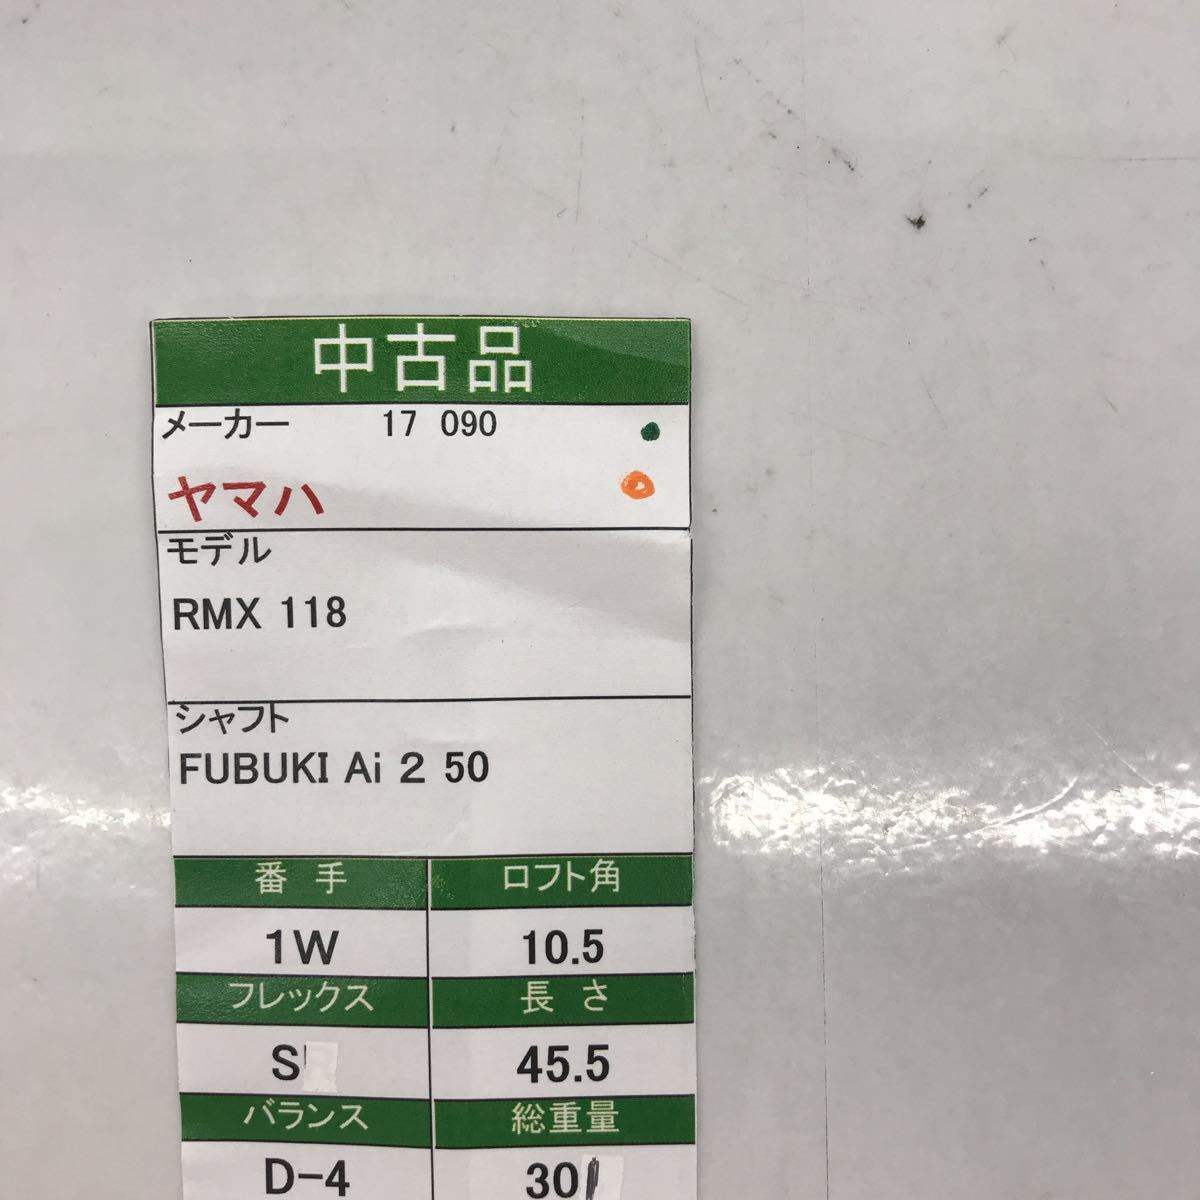 中古品
メーカー 17 090
ヤマハ
モデル
RMX 118
シャフト
FUBUKI Ai 2 50
番手 ロフト角
1W 10.5
フレックス 長さ
S 45.5
バランス 総重量
D-4 301